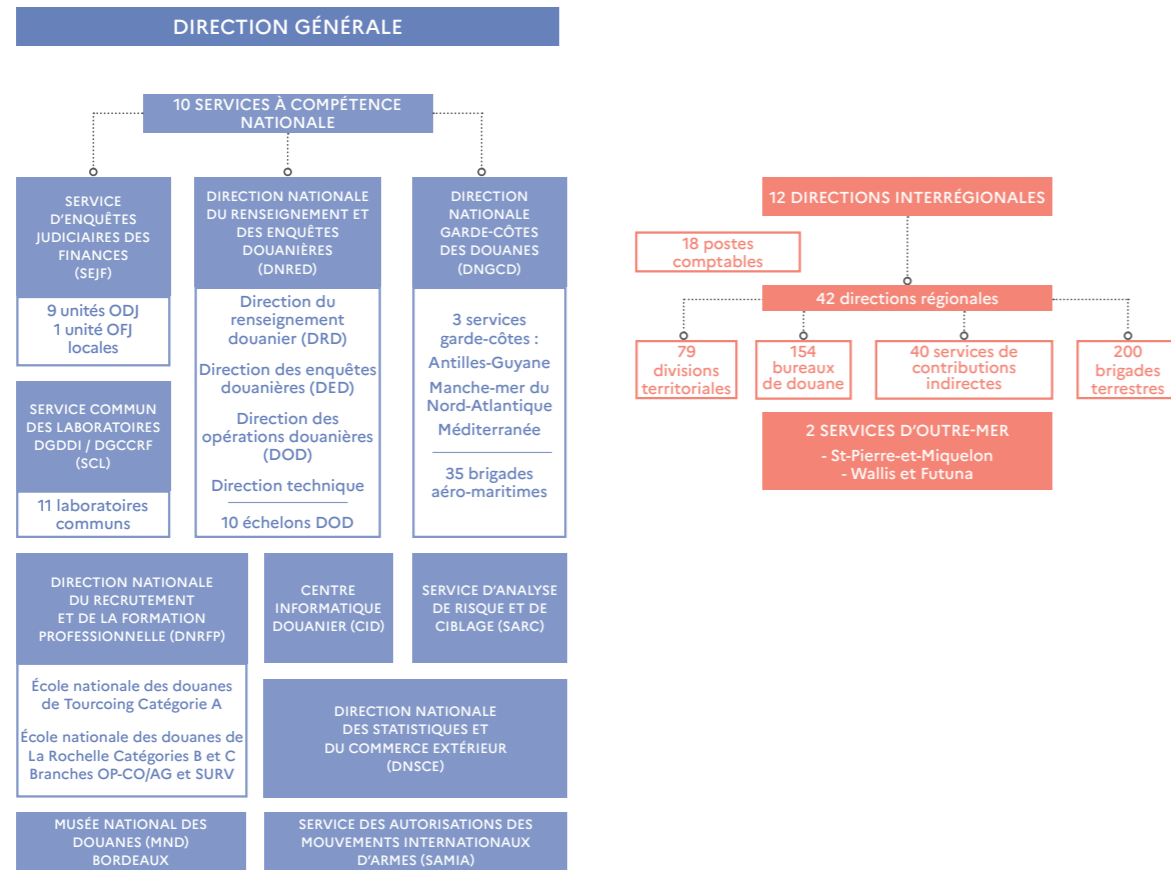 DIRECTION GÉNÉRALE
10 SERVICES À COMPÉTENCE
NATIONALE
SERVICE
D'ENQUÊTES
JUDICIAIRES DES
FINANCES
(SEJF)
9 unités ODJ
1 unité OFJ
locales
SERVICE COMMUN
DES LABORATOIRES
DGDDI / DGCCRF
(SCL)
11 laboratoires
communs
DIRECTION NATIONALE
DU RENSEIGNEMENT ET
DES ENQUÊTES
DOUANIÈRES
(DNRED)
Direction du
renseignement
douanier (DRD)
Direction des enquêtes
douanières (DED)
Direction des
opérations douanières
(DOD)
Direction technique
10 échelons DOD
DIRECTION
NATIONALE
GARDE-CÔTES
DES DOUANES
(DNGCD)
3 services
garde-côtes :
Antilles-Guyane
Manche-mer du
Nord-Atlantique
Méditerranée
35 brigades
aéro-maritimes
DIRECTION NATIONALE
DU RECRUTEMENT
ET DE LA FORMATION
PROFESSIONNELLE (DNRFP)
École nationale des douanes
de Tourcoing Catégorie A
École nationale des douanes de
La Rochelle Catégories B et C
Branches OP-CO/AG et SURV
CENTRE
INFORMATIQUE
DOUANIER (CID)
SERVICE D'ANALYSE
DE RISQUE ET DE
CIBLAGE (SARC)
DIRECTION NATIONALE
DES STATISTIQUES ET
DU COMMERCE EXTÉRIEUR
(DNSCE)
MUSÉE NATIONAL DES
DOUANES (MND)
BORDEAUX
SERVICE DES AUTORISATIONS DES
MOUVEMENTS INTERNATIONAUX
D'ARMES (SAMIA)
12 DIRECTIONS INTERRÉGIONALES
18 postes
comptables
42 directions régionales
79
divisions
territoriales
154
bureaux
de douane
40 services de
contributions
indirectes
200
brigades
terrestres
2 SERVICES D'OUTRE-MER
- St-Pierre-et-Miquelon
- Wallis et Futuna